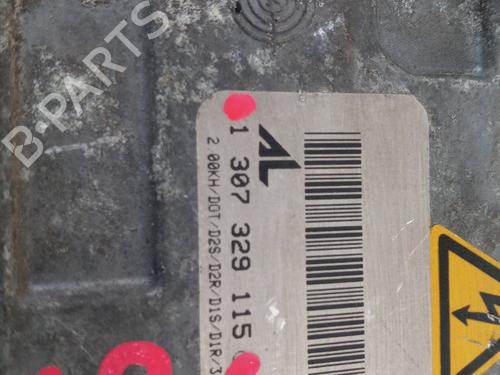 B-PARTS
AL
1 307 329 115
2 00KH/DOT/D2S/D2R/D1S/D1R/3